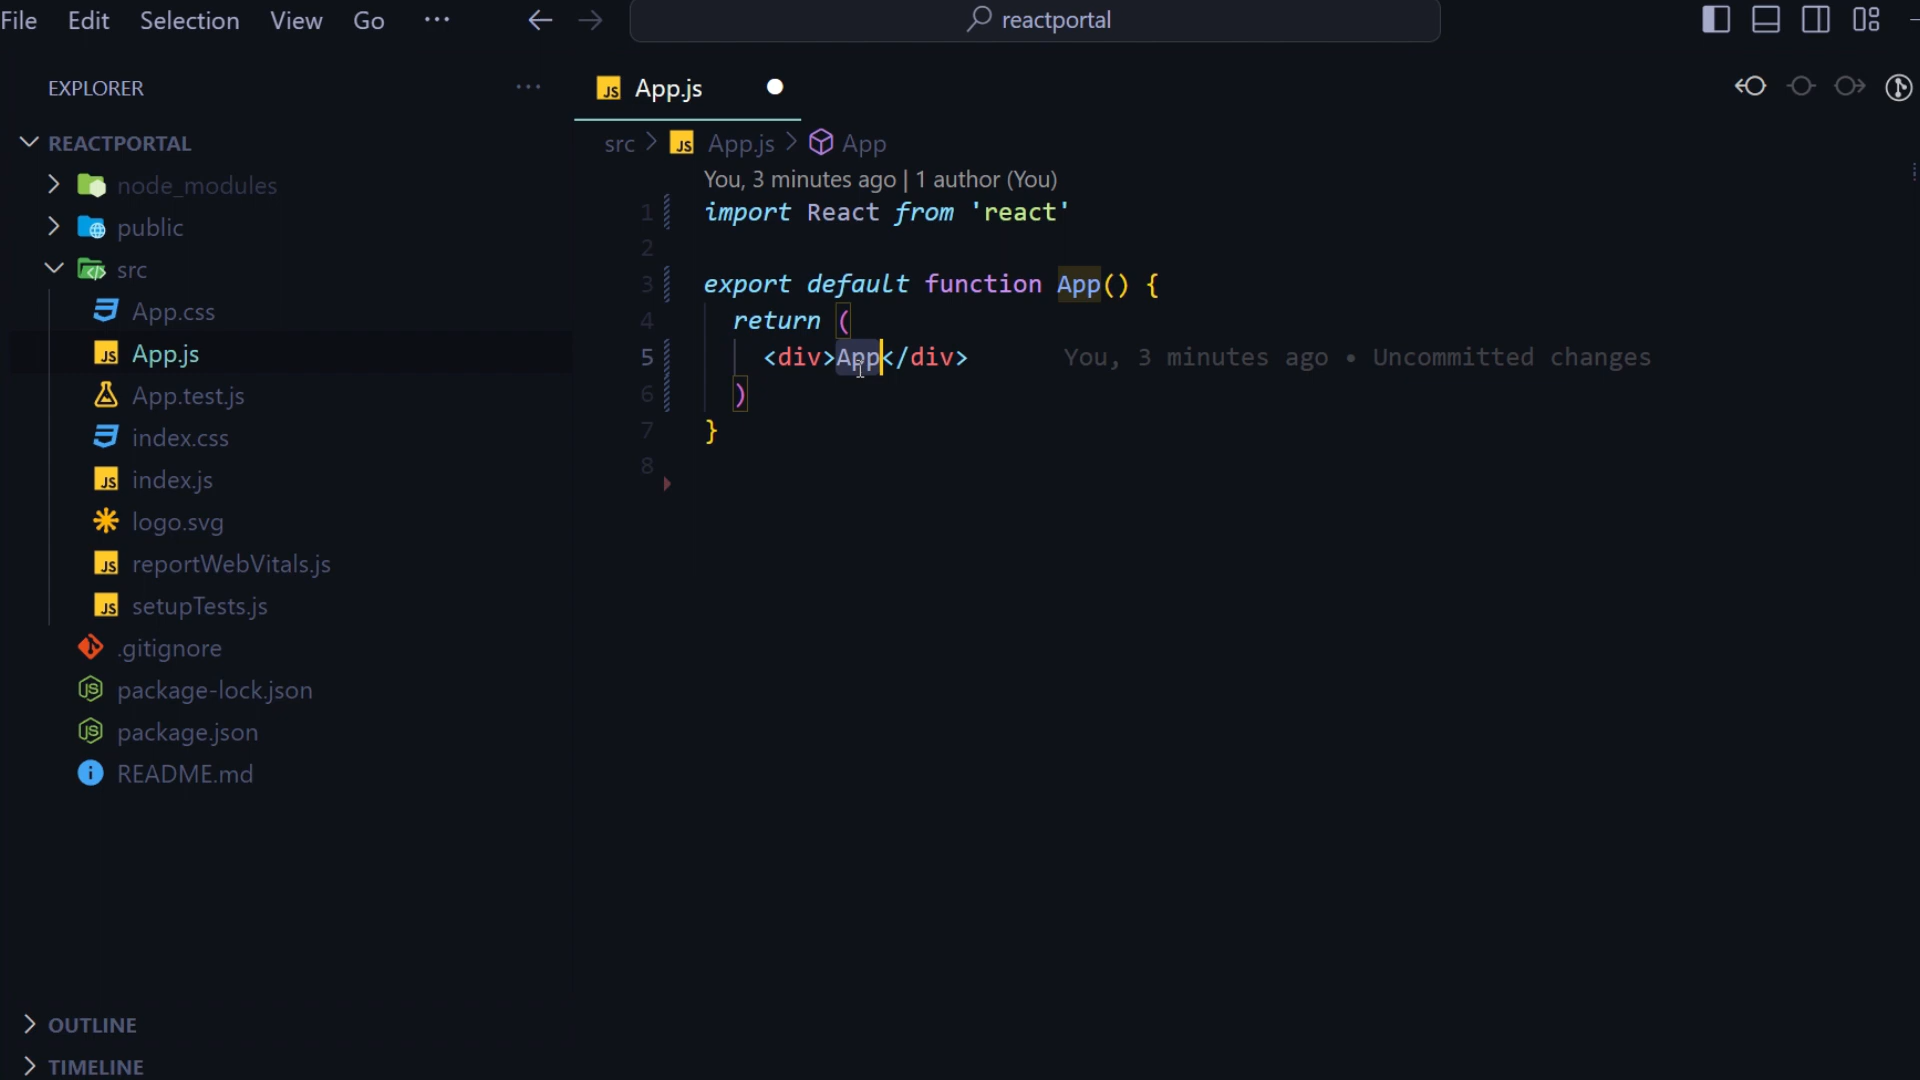 File Edit Selection View Go ··· reactportal
EXPLORER ···
REACTPORTAL
node_modules
public
src
App.css
App.js
App.test.js
index.css
index.js
logo.svg
reportWebVitals.js
setupTests.js
.gitignore
package-lock.json
package.json
README.md
OUTLINE
TIMELINE
JS App.js
src > JS App.js > App
You, 3 minutes ago | 1 author (You)
1 import React from 'react'
2
3 export default function App() {
4 return (
5 <div>App</div> You, 3 minutes ago • Uncommitted changes
6 )
7 }
8